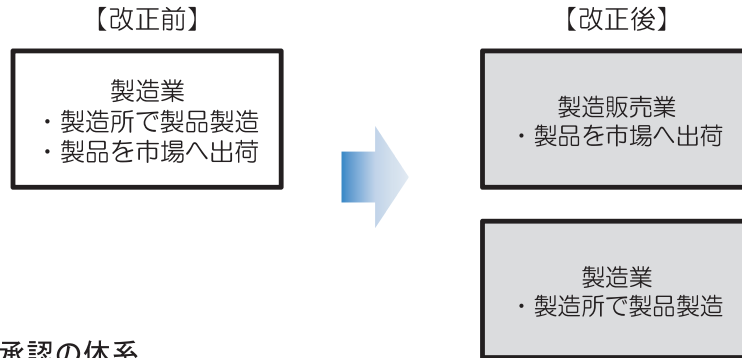 【改正前】
製造業
・製造所で製品製造
・製品を市場へ出荷
【改正後】
製造販売業
・製品を市場へ出荷
製造業
・製造所で製品製造
承認の体系